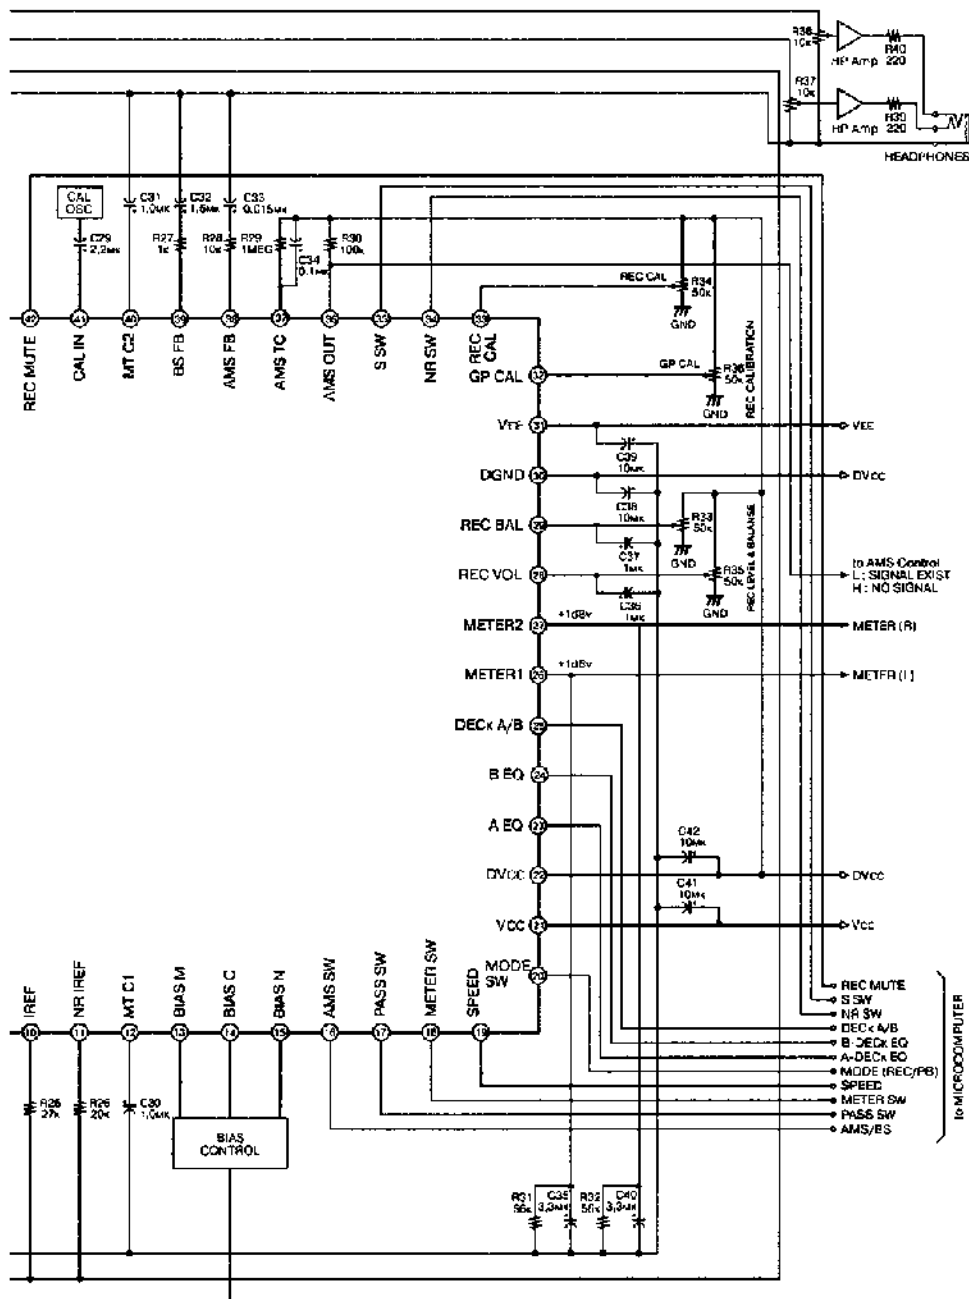 R38
10K
HP Amp
R40
220
R37
10K
HP Amp
R39
220
HEADPHONES
CAL
OSC
C31
1,0MK
C32
1,5MK
C33
0.015MK
C29
2,2MK
R27
1K
R28
10K
R29
1MEG
C34
0.1MK
R30
100K
REC CAL
R34
50K
GND
42
41
40
39
38
37
36
35
34
33
REC MUTE
CAL IN
MT C2
BS FB
AMS FB
AMS TC
AMS OUT
S SW
NR SW
REC
CAL
GP CAL
32
GP CAL
R36
50K
GND
REC CALIBRATION
VEE
31
VEE
C39
10MK
DGND
30
DVCC
C38
10MK
REC BAL
29
R33
50K
GND
C37
1MK
REC VOL
28
R35
50K
GND
REC LEVEL & BALANSE
C36
1MK
to AMS Control
L : SIGNAL EXIST
H : NO SIGNAL
METER2
27
+1dBv
METER (R)
METER1
26
+1dBv
METER (L)
DECK A/B
25
B EQ
24
A EQ
23
C42
10MK
DVCC
22
DVCC
C41
10MK
VCC
21
VCC
MODE
SW
20
IREF
NR IREF
MT C1
BIAS M
BIAS C
BIAS N
AMS SW
PASS SW
METER SW
SPEED
10
11
12
13
14
15
16
17
18
19
REC MUTE
S SW
NR SW
DECK A/B
B-DECK EQ
A-DECK EQ
MODE (REC/PB)
SPEED
METER SW
PASS SW
AMS/BS
to MICROCOMPUTER
27K
R26
20K
C30
1,0MK
BIAS
CONTROL
R31
56K
C35
3,3MK
R32
56K
C40
3,3MK